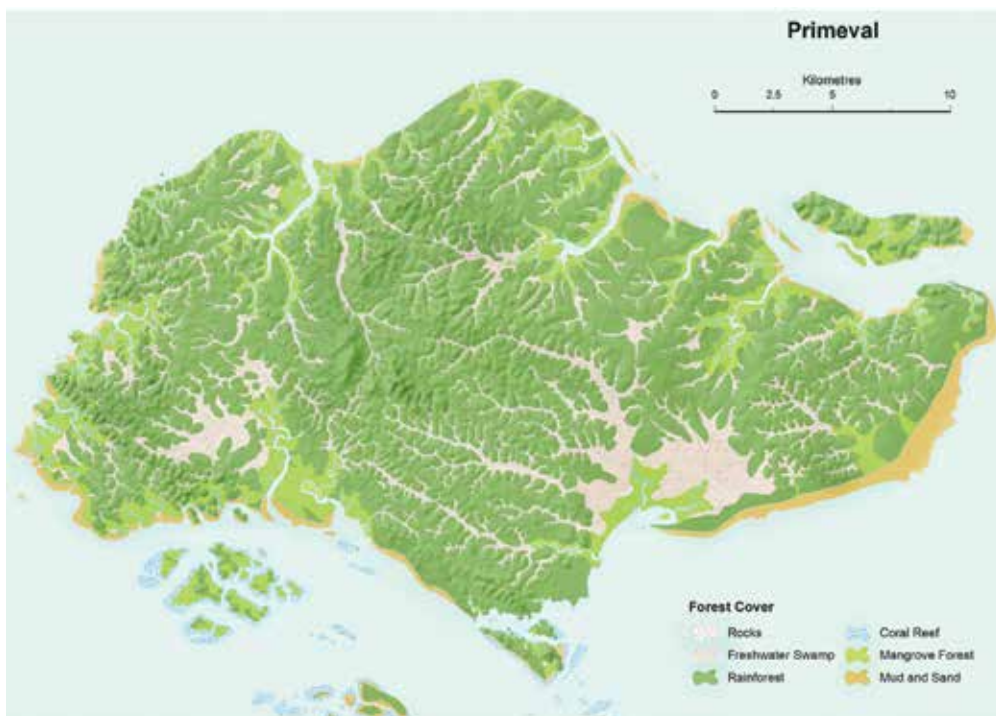 Primeval
Kilometres
0 2.5 5 10
Forest Cover
Rocks
Freshwater Swamp
Rainforest
Coral Reef
Mangrove Forest
Mud and Sand